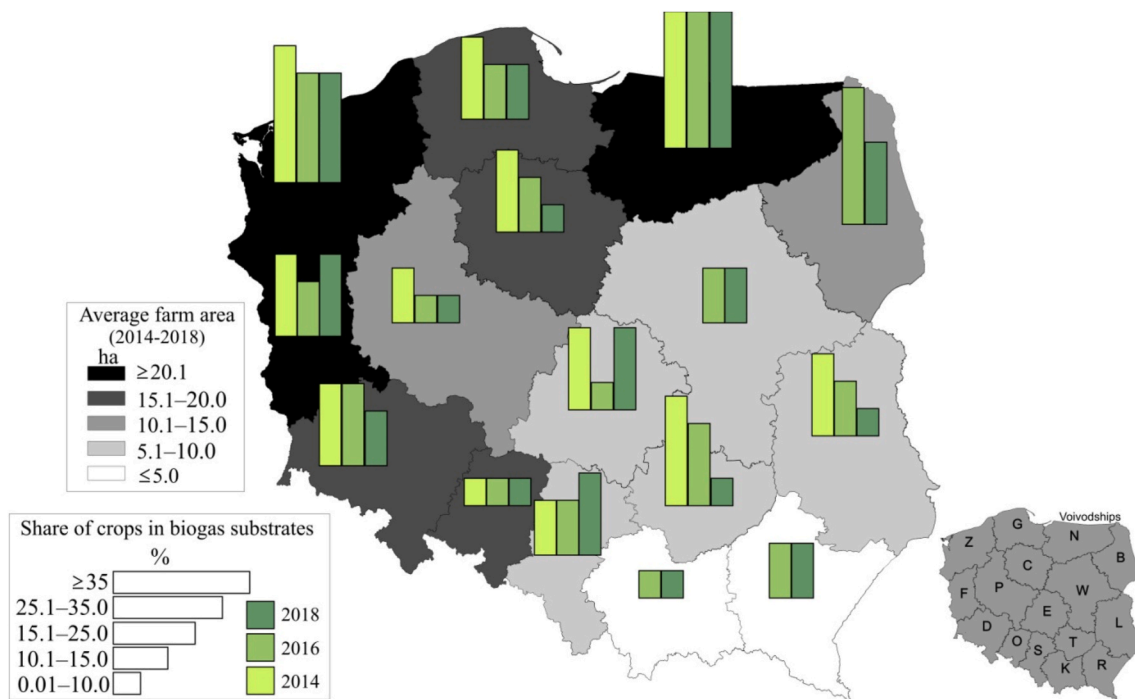 Average farm area
(2014-2018)
ha
≥20.1
15.1–20.0
10.1–15.0
5.1–10.0
≤5.0
Share of crops in biogas substrates
%
≥35
25.1–35.0
15.1–25.0
10.1–15.0
0.01–10.0
2018
2016
2014
Voivodships
G
Z
N
B
C
P
W
F
E
L
D
O
S
T
K
R